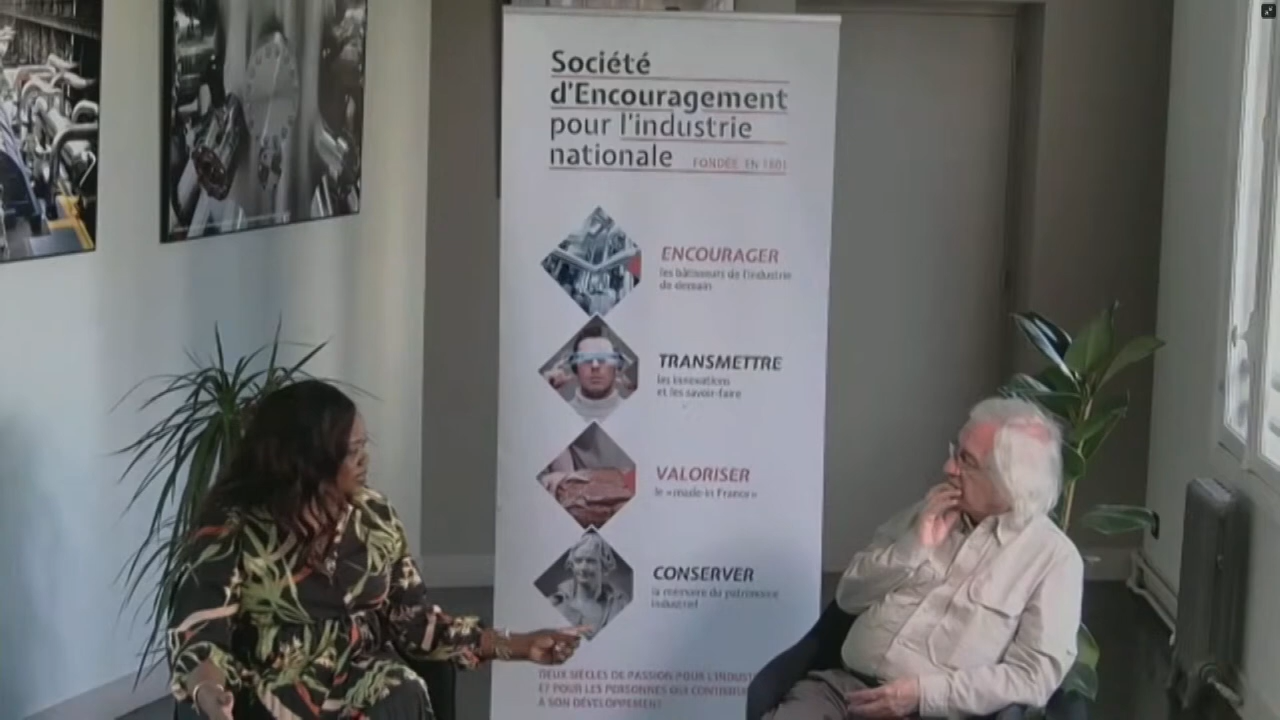 Société
d'Encouragement
pour l'industrie
nationale FONDÉE EN 1801
ENCOURAGER
les bâtisseurs de l'industrie
de demain
TRANSMETTRE
les innovations
et les savoir-faire
VALORISER
le «made in France»
CONSERVER
la mémoire du patrimoine
industriel
DEUX SIÈCLES DE PASSION POUR
ET POUR LES PERSONNES QUI
À SON DÉVELOPPEMENT